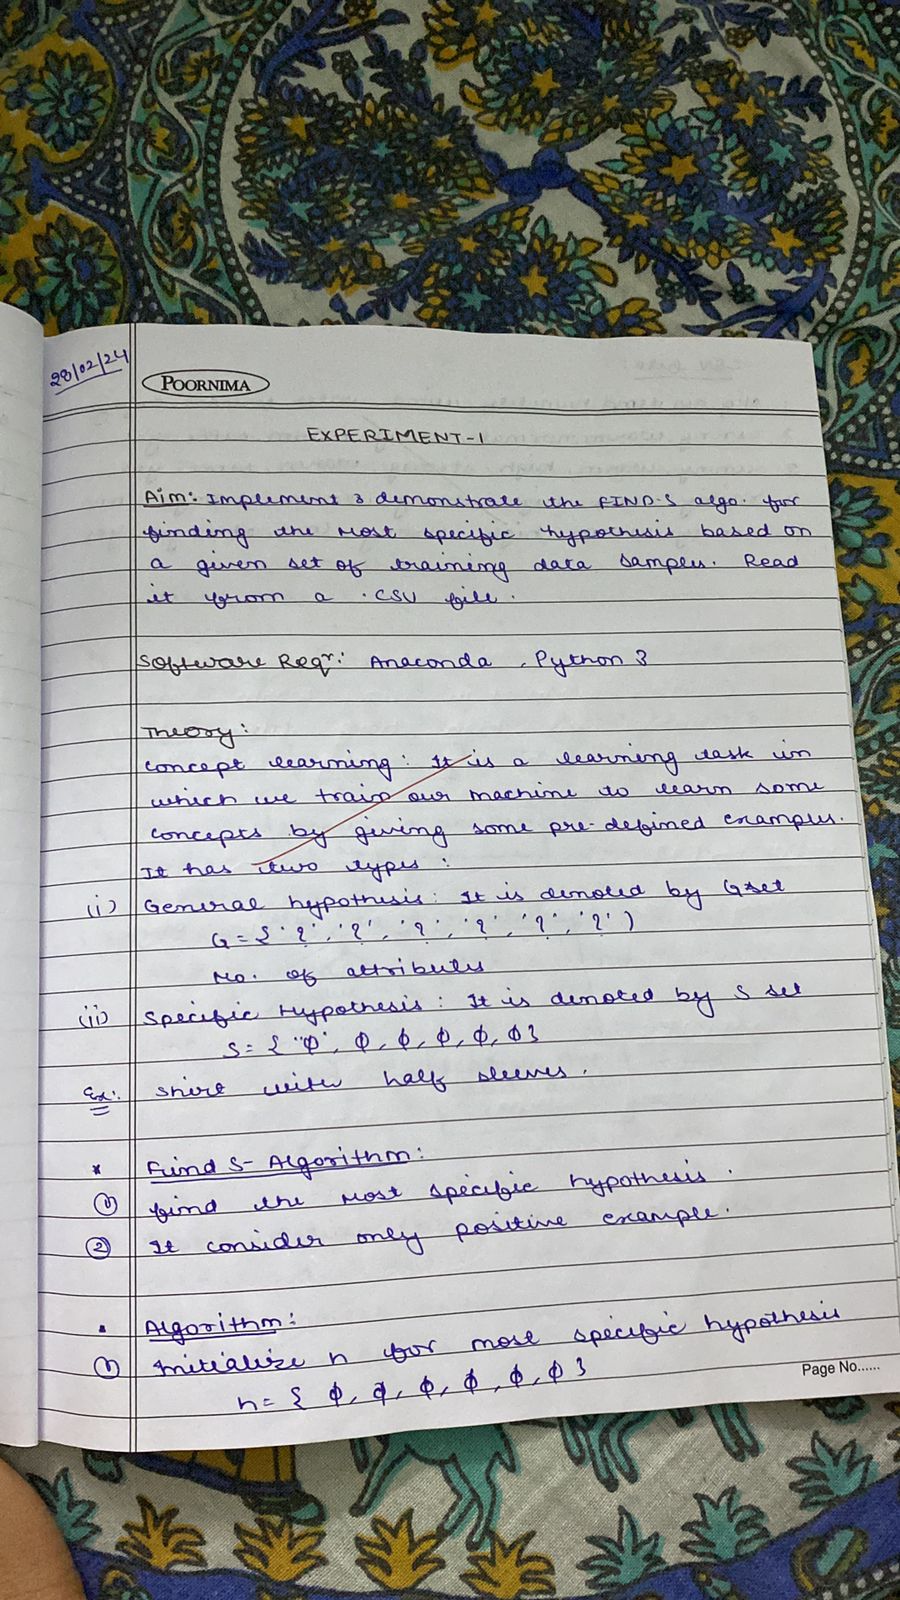 28/02/24
POORNIMA
EXPERIMENT-1
Aim: Implement & demonstrate the FIND-S algo. for
finding the most specific hypothesis based on
a given set of training data samples. Read
it from a .CSV file.
Software Reqr: Anaconda, Python 3
Theory:
Concept learning: It is a learning task in
which we train our machine to learn some
concepts by giving some pre-defined examples.
It has two types:
(i) General hypothesis: It is denoted by G set
G = { '?', '?', '?', '?', '?', '?' )
No. of attributes
(ii) Specific Hypothesis: It is denoted by S set
S = { "ϕ", ϕ, ϕ, ϕ, ϕ, ϕ }
Ex: Shirt with half sleeves.
* Find S- Algorithm:
① find the most specific hypothesis.
② It consider only positive example.
• Algorithm:
① Initialize h for most specific hypothesis
h = { ϕ, ϕ, ϕ, ϕ, ϕ, ϕ }
Page No......